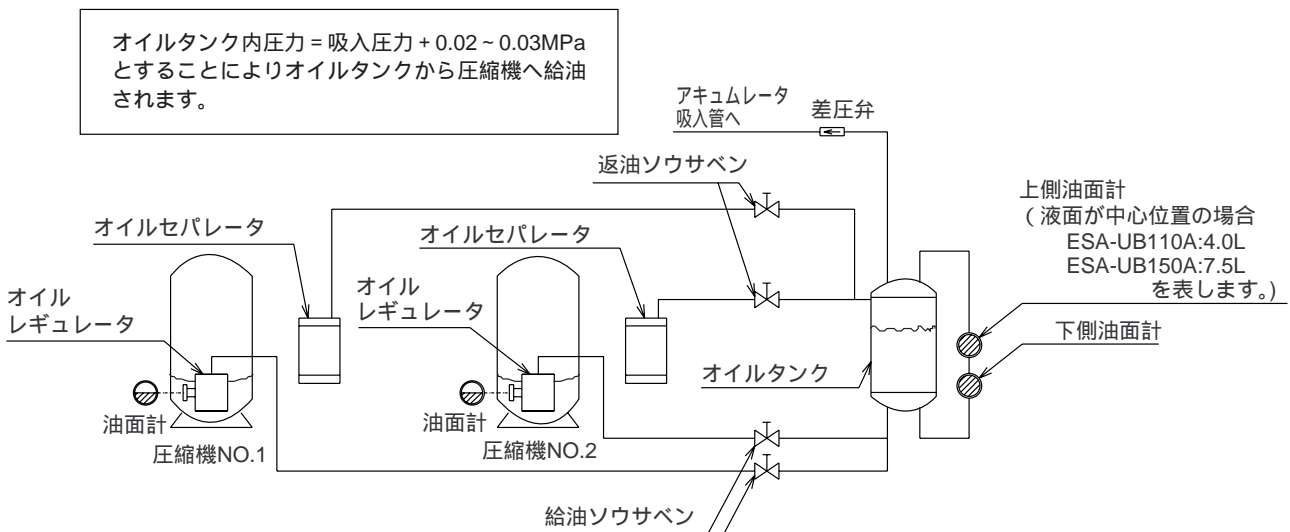 オイルタンク内圧力 = 吸入圧力 + 0.02 ~ 0.03MPa
とすることによりオイルタンクから圧縮機へ給油
されます。
アキュムレータ
吸入管へ
差圧弁
返油ソウサベン
上側油面計
(液面が中心位置の場合
ESA-UB110A:4.0L
ESA-UB150A:7.5L
を表します。)
オイルセパレータ
オイルセパレータ
オイル
レギュレータ
オイル
レギュレータ
下側油面計
オイルタンク
油面計
油面計
圧縮機NO.1
圧縮機NO.2
給油ソウサベン